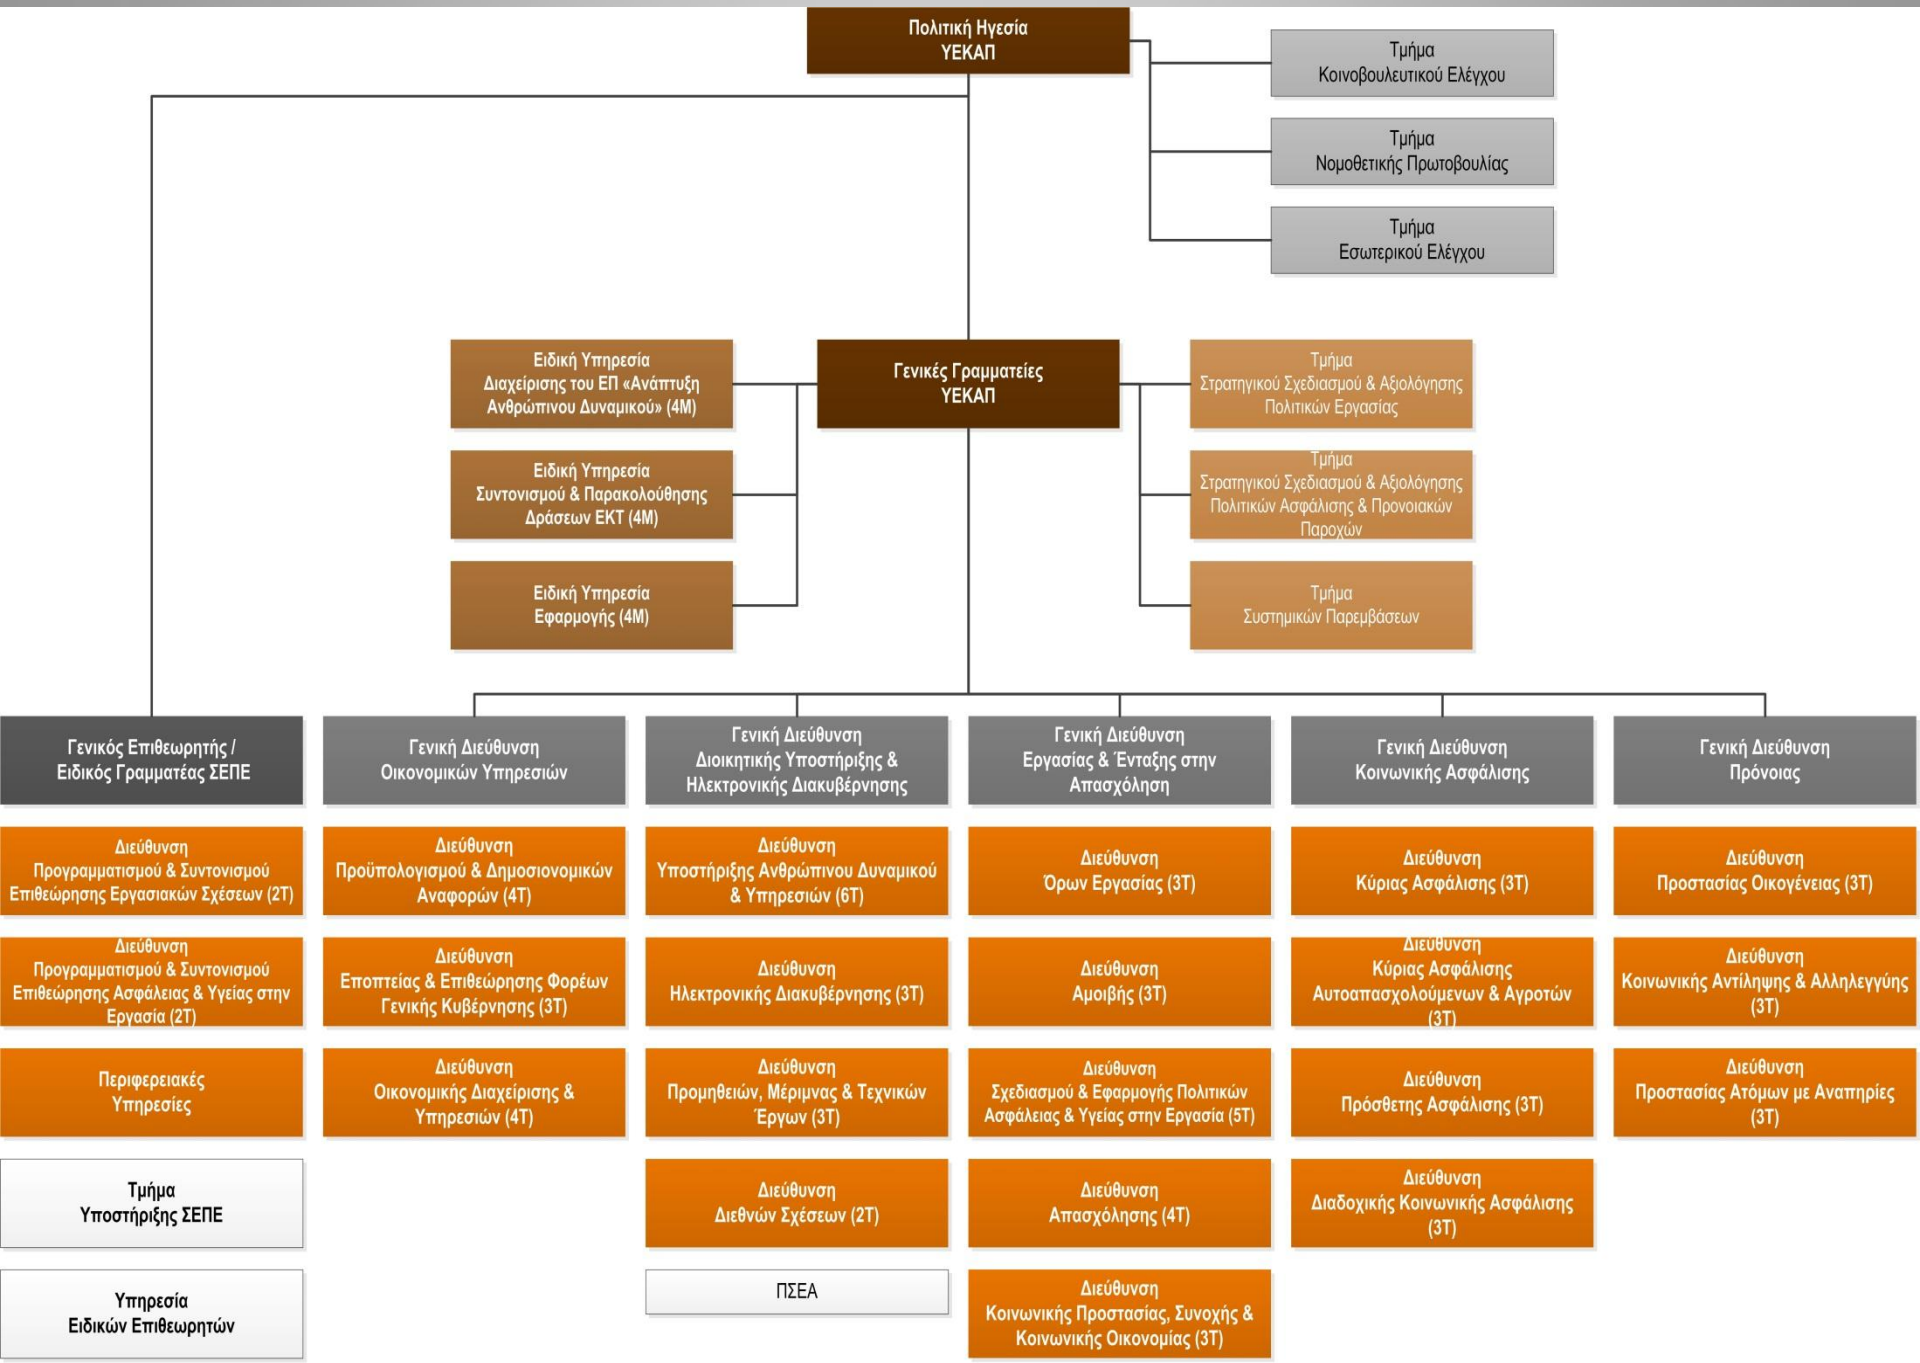 Πολιτική Ηγεσία
ΥΕΚΑΠ
Τμήμα
Κοινοβουλευτικού Ελέγχου
Τμήμα
Νομοθετικής Πρωτοβουλίας
Τμήμα
Εσωτερικού Ελέγχου
Ειδική Υπηρεσία
Διαχείρισης του ΕΠ «Ανάπτυξη
Ανθρώπινου Δυναμικού» (4Μ)
Γενικές Γραμματείες
ΥΕΚΑΠ
Τμήμα
Στρατηγικού Σχεδιασμού & Αξιολόγησης
Πολιτικών Εργασίας
Ειδική Υπηρεσία
Συντονισμού & Παρακολούθησης
Δράσεων ΕΚΤ (4Μ)
Τμήμα
Στρατηγικού Σχεδιασμού & Αξιολόγησης
Πολιτικών Ασφάλισης & Προνοιακών
Παροχών
Ειδική Υπηρεσία
Εφαρμογής (4Μ)
Τμήμα
Συστημικών Παρεμβάσεων
Γενικός Επιθεωρητής /
Ειδικός Γραμματέας ΣΕΠΕ
Διεύθυνση
Προγραμματισμού & Συντονισμού
Επιθεώρησης Εργασιακών Σχέσεων (2Τ)
Διεύθυνση
Προγραμματισμού & Συντονισμού
Επιθεώρησης Ασφάλειας & Υγείας στην
Εργασία (2Τ)
Περιφερειακές
Υπηρεσίες
Τμήμα
Υποστήριξης ΣΕΠΕ
Υπηρεσία
Ειδικών Επιθεωρητών
Γενική Διεύθυνση
Οικονομικών Υπηρεσιών
Διεύθυνση
Προϋπολογισμού & Δημοσιονομικών
Αναφορών (4Τ)
Διεύθυνση
Εποπτείας & Επιθεώρησης Φορέων
Γενικής Κυβέρνησης (3Τ)
Διεύθυνση
Οικονομικής Διαχείρισης &
Υπηρεσιών (4Τ)
Γενική Διεύθυνση
Διοικητικής Υποστήριξης &
Ηλεκτρονικής Διακυβέρνησης
Διεύθυνση
Υποστήριξης Ανθρώπινου Δυναμικού
& Υπηρεσιών (6Τ)
Διεύθυνση
Ηλεκτρονικής Διακυβέρνησης (3Τ)
Διεύθυνση
Προμηθειών, Μέριμνας & Τεχνικών
Έργων (3Τ)
Διεύθυνση
Διεθνών Σχέσεων (2Τ)
ΠΣΕΑ
Γενική Διεύθυνση
Εργασίας & Ένταξης στην
Απασχόληση
Διεύθυνση
Όρων Εργασίας (3Τ)
Διεύθυνση
Αμοιβής (3Τ)
Διεύθυνση
Σχεδιασμού & Εφαρμογής Πολιτικών
Ασφάλειας & Υγείας στην Εργασία (5Τ)
Διεύθυνση
Απασχόλησης (4Τ)
Διεύθυνση
Κοινωνικής Προστασίας, Συνοχής &
Κοινωνικής Οικονομίας (3Τ)
Γενική Διεύθυνση
Κοινωνικής Ασφάλισης
Διεύθυνση
Κύριας Ασφάλισης (3Τ)
Διεύθυνση
Κύριας Ασφάλισης
Αυτοαπασχολούμενων & Αγροτών
(3Τ)
Διεύθυνση
Πρόσθετης Ασφάλισης (3Τ)
Διεύθυνση
Διαδοχικής Κοινωνικής Ασφάλισης
(3Τ)
Γενική Διεύθυνση
Πρόνοιας
Διεύθυνση
Προστασίας Οικογένειας (3Τ)
Διεύθυνση
Κοινωνικής Αντίληψης & Αλληλεγγύης
(3Τ)
Διεύθυνση
Προστασίας Ατόμων με Αναπηρίες
(3Τ)